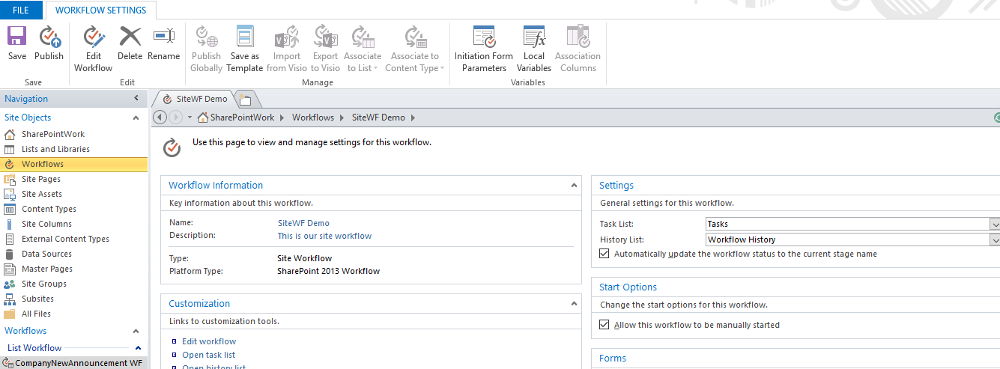 FILE
WORKFLOW SETTINGS
Save
Publish
Edit Workflow
Delete
Rename
Publish Globally
Save as Template
Import from Visio
Export to Visio
Associate to List
Associate to Content Type
Initiation Form Parameters
Local Variables
Association Columns
Save
Edit
Manage
Variables
Navigation
Site Objects
SharePointWork
Lists and Libraries
Workflows
Site Pages
Site Assets
Content Types
Site Columns
External Content Types
Data Sources
Master Pages
Site Groups
Subsites
All Files
Workflows
List Workflow
CompanyNewAnnouncement WF
SiteWF Demo
SharePointWork
Workflows
SiteWF Demo
Use this page to view and manage settings for this workflow.
Workflow Information
Key information about this workflow.
Name: SiteWF Demo
Description: This is our site workflow
Type: Site Workflow
Platform Type: SharePoint 2013 Workflow
Customization
Links to customization tools.
Edit workflow
Open task list
Open history list
Settings
General settings for this workflow.
Task List: Tasks
History List: Workflow History
Automatically update the workflow status to the current stage name
Start Options
Change the start options for this workflow.
Allow this workflow to be manually started
Forms